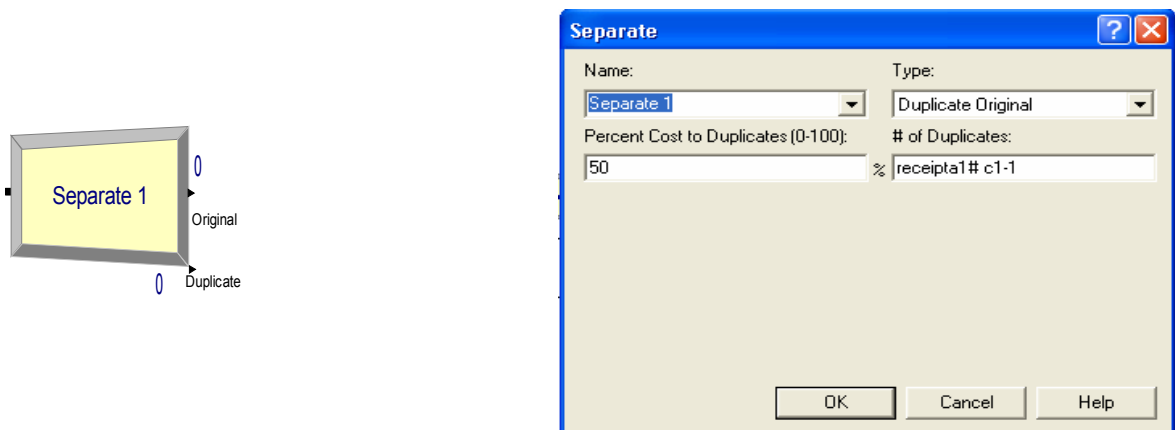 Separate 1
0
Original
0
Duplicate
Separate
Name:
Type:
Separate 1
Duplicate Original
Percent Cost to Duplicates (0-100):
# of Duplicates:
50
%
receipta1# c1-1
OK
Cancel
Help